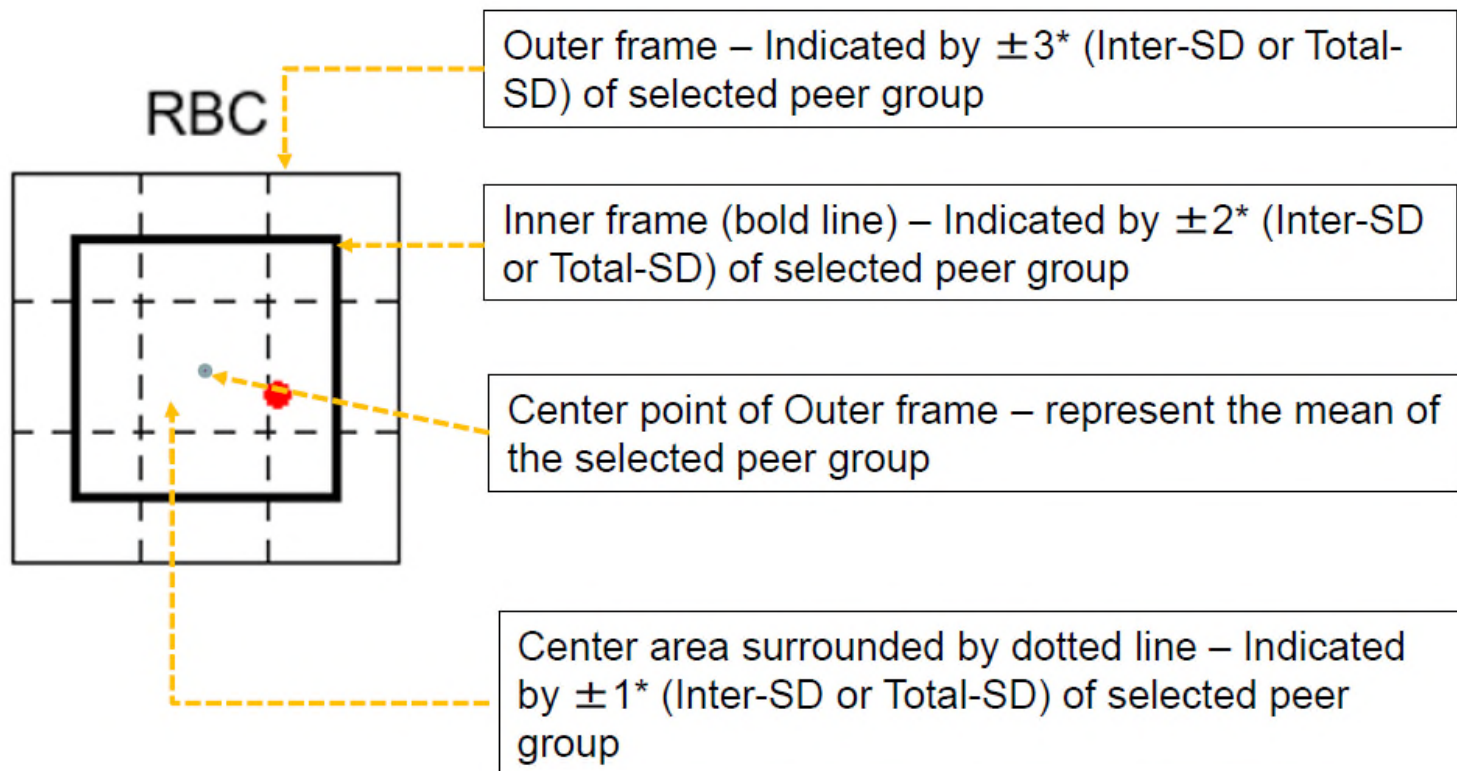 RBC
Outer frame – Indicated by ±3* (Inter-SD or Total-
SD) of selected peer group
Inner frame (bold line) – Indicated by ±2* (Inter-SD
or Total-SD) of selected peer group
Center point of Outer frame – represent the mean of
the selected peer group
Center area surrounded by dotted line – Indicated
by ±1* (Inter-SD or Total-SD) of selected peer
group